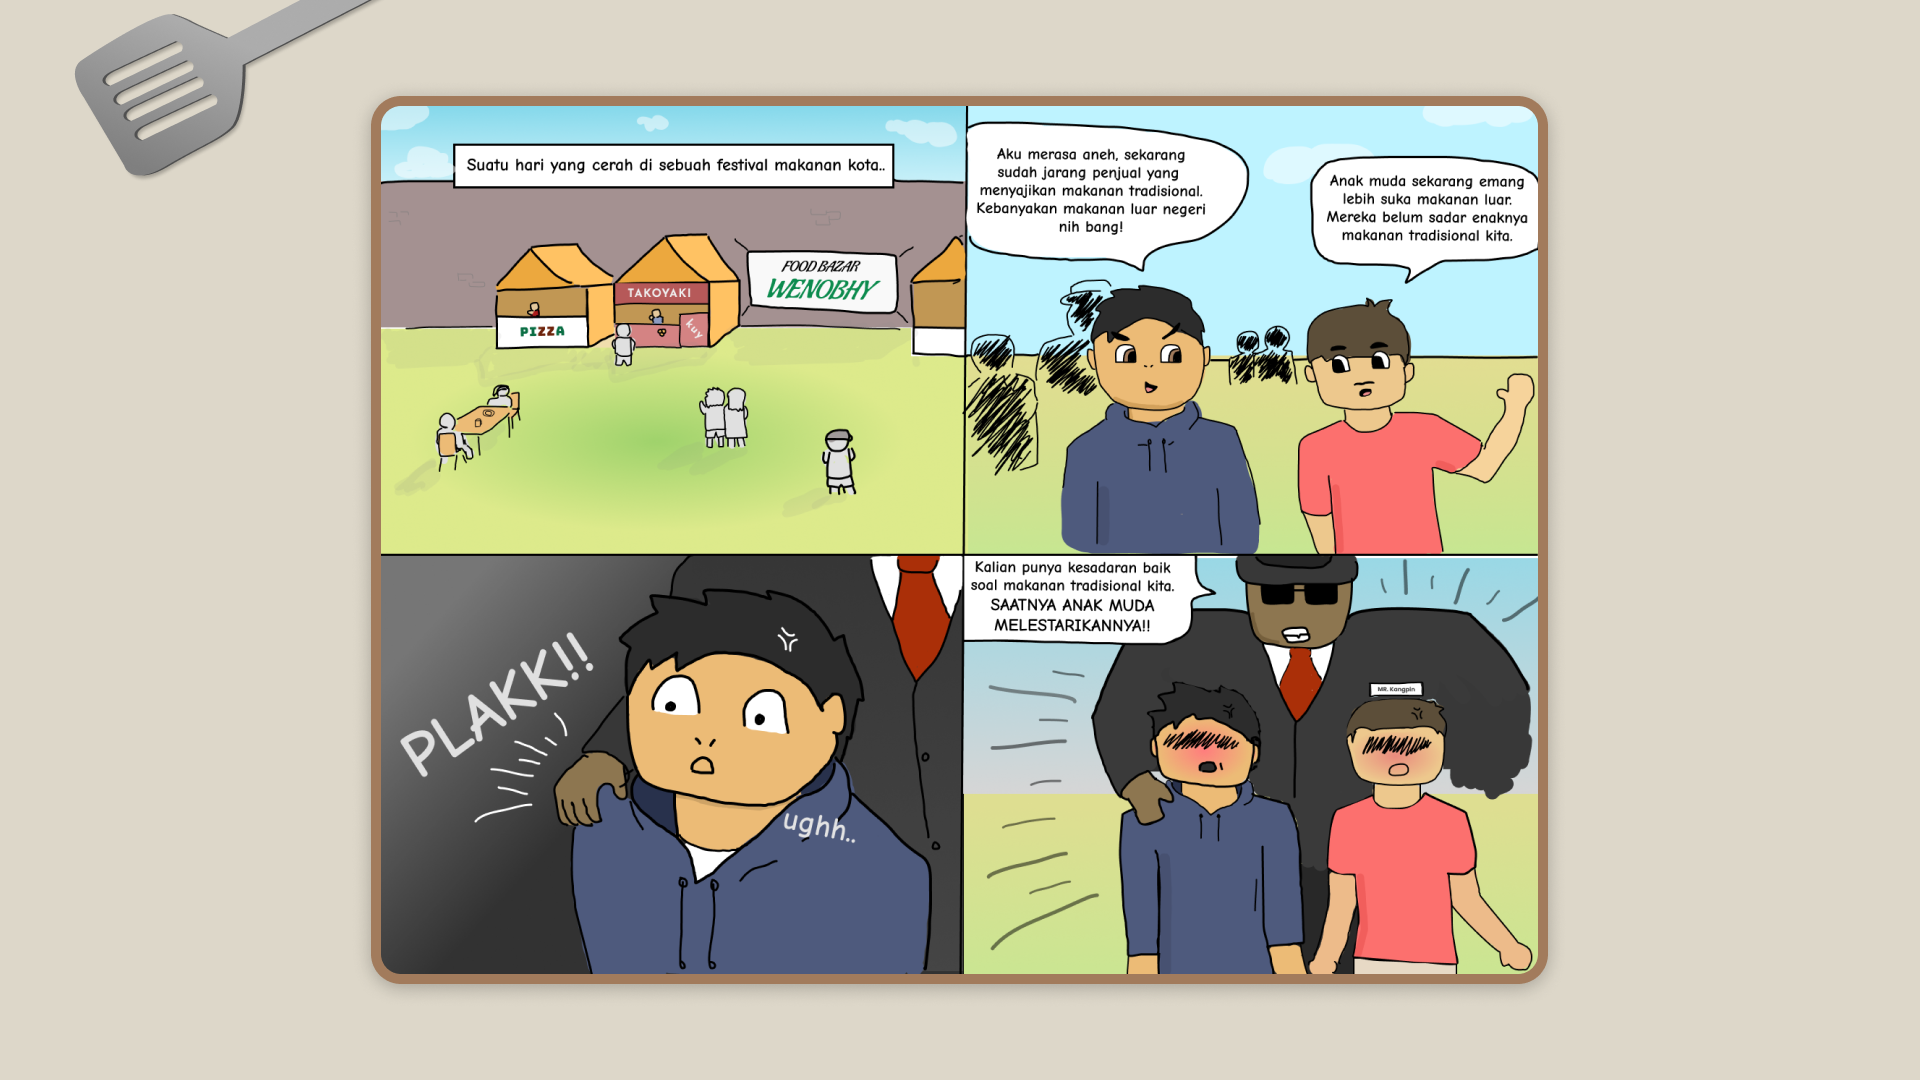 Suatu hari yang cerah di sebuah festival makanan kota..
FOOD BAZAR
WENOBHY
TAKOYAKI
kuy
PIZZA
Aku merasa aneh, sekarang
sudah jarang penjual yang
menyajikan makanan tradisional.
Kebanyakan makanan luar negeri
nih bang!
Anak muda sekarang emang
lebih suka makanan luar.
Mereka belum sadar enaknya
makanan tradisional kita.
PLAKK!!
ughh..
Kalian punya kesadaran baik
soal makanan tradisional kita.
SAATNYA ANAK MUDA
MELESTARIKANNYA!!
MR. Kangpin